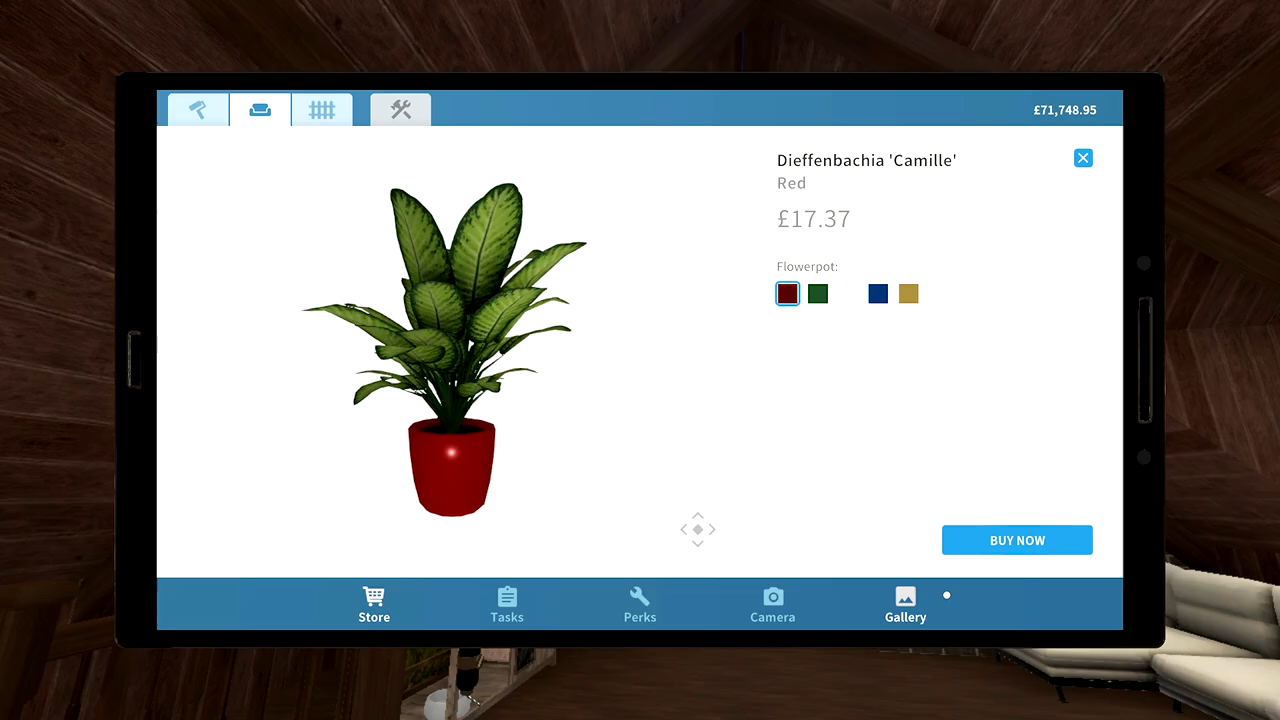 £71,748.95
Dieffenbachia 'Camille'
Red
£17.37
Flowerpot:
BUY NOW
Store
Tasks
Perks
Camera
Gallery